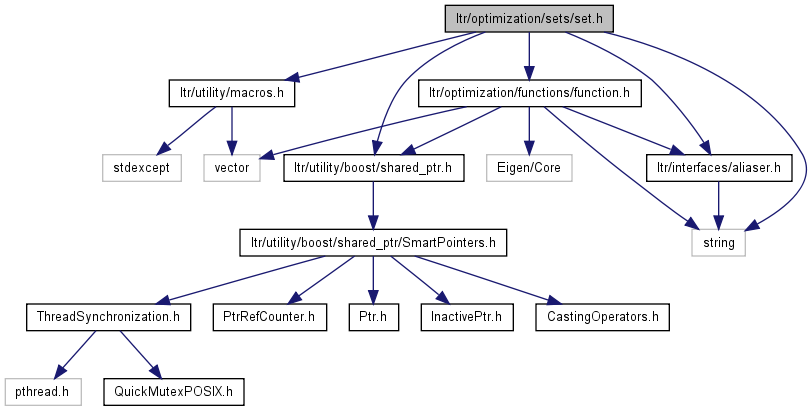 ltr/optimization/sets/set.h
ltr/utility/macros.h
ltr/optimization/functions/function.h
stdexcept
vector
ltr/utility/boost/shared_ptr.h
Eigen/Core
ltr/interfaces/aliaser.h
ltr/utility/boost/shared_ptr/SmartPointers.h
string
ThreadSynchronization.h
PtrRefCounter.h
Ptr.h
InactivePtr.h
CastingOperators.h
pthread.h
QuickMutexPOSIX.h